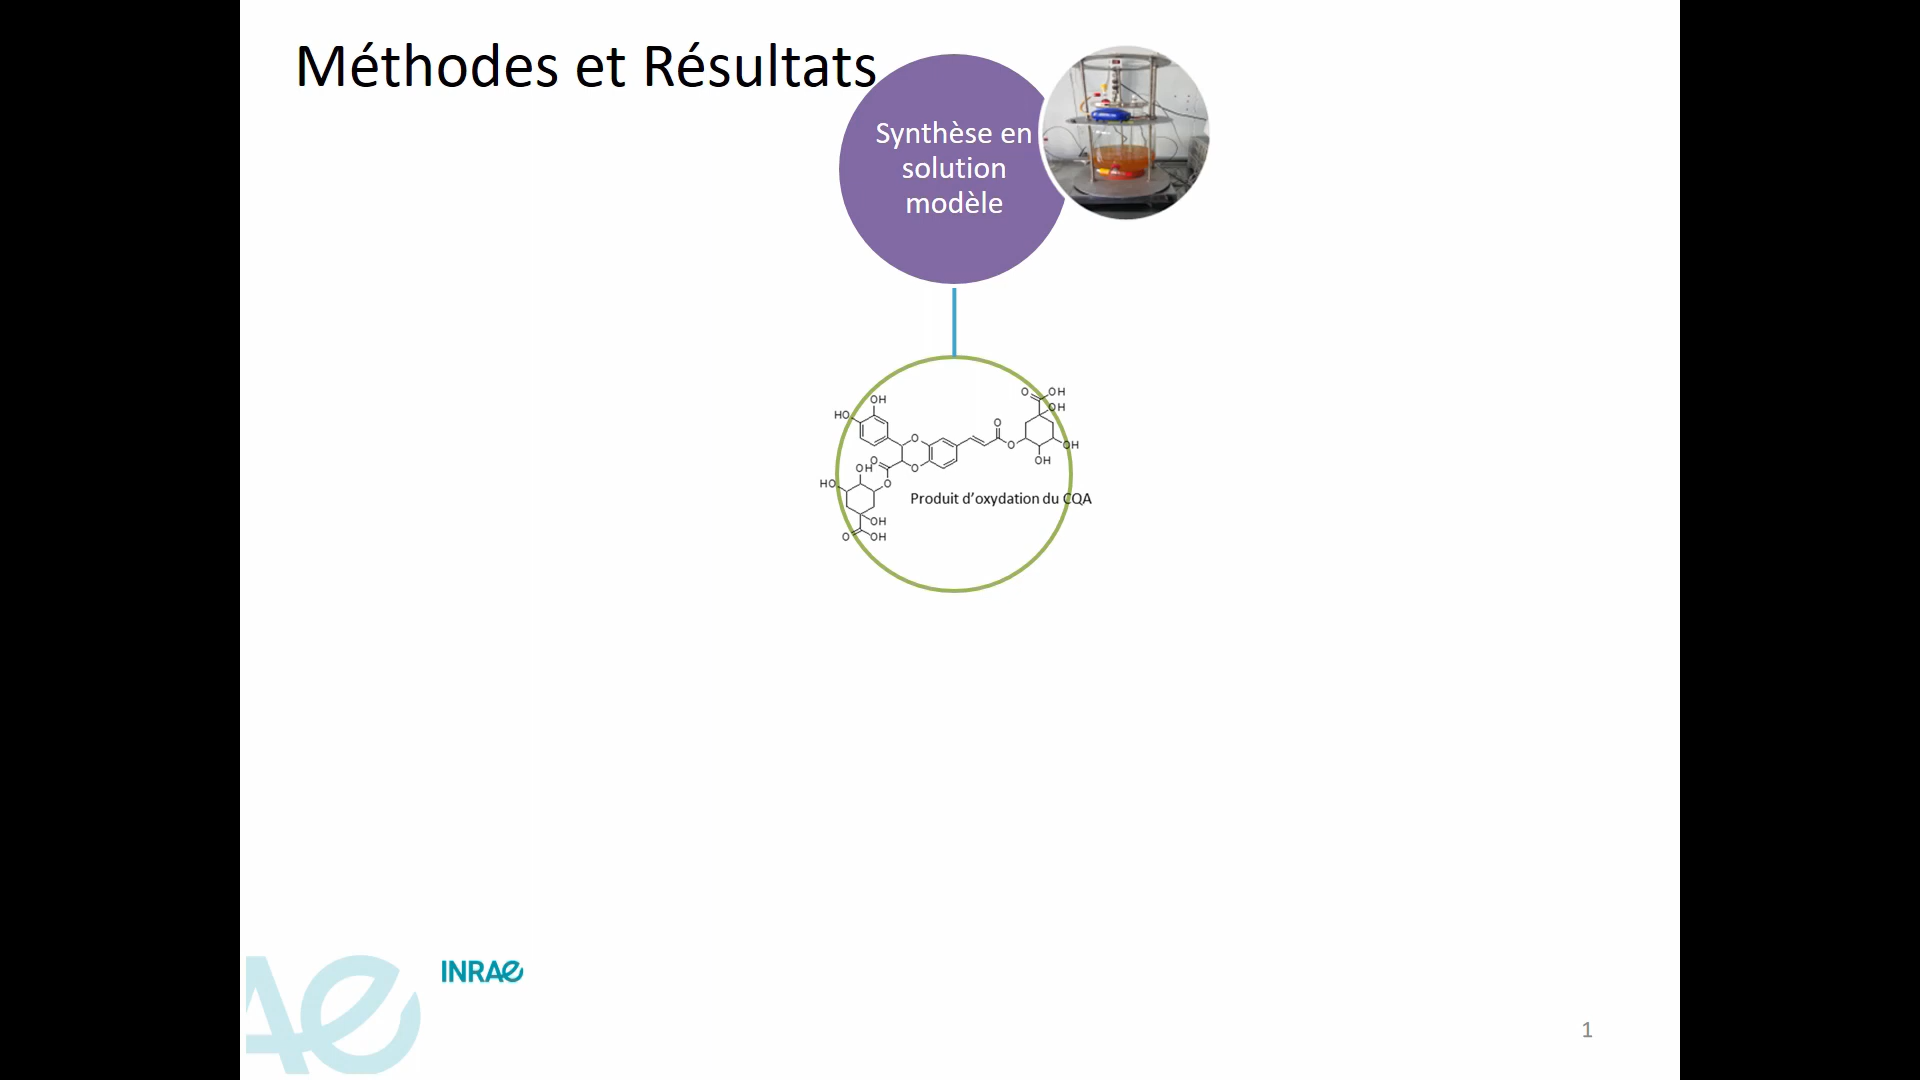 Méthodes et Résultats
Synthèse en
solution
modèle
O
OH
OH
OH
HO
O
O
O
OH
OH
O
OH
O
O
HO
O
Produit d’oxydation du CQA
OH
O
OH
INRAE
1